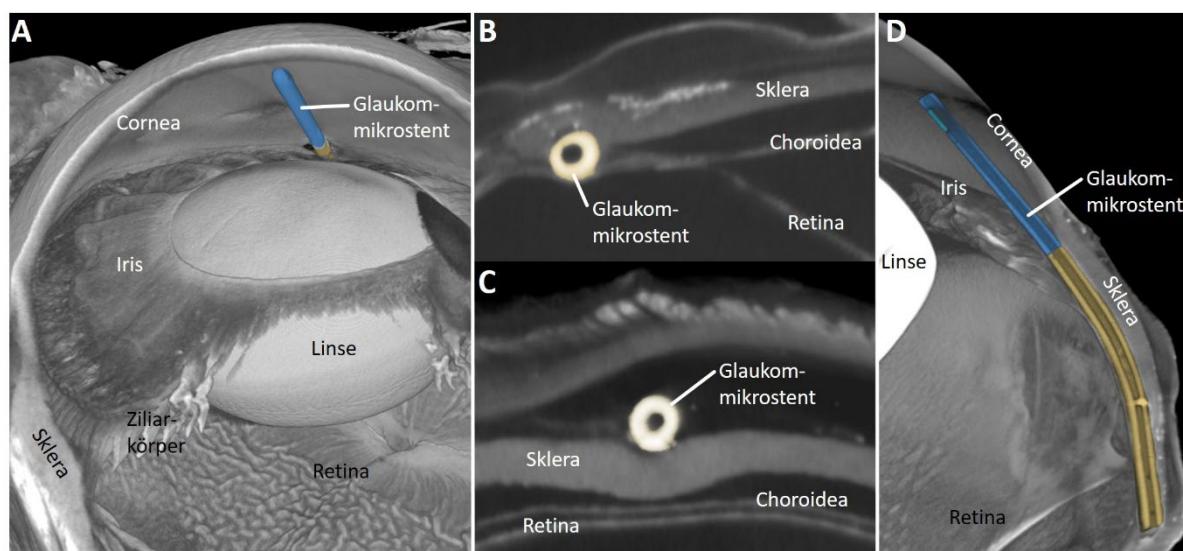 A
Glaukom-
mikrostent
Cornea
Iris
Linse
Ziliar-
körper
Sklera
Retina
B
Sklera
Choroidea
Glaukom-
mikrostent
Retina
C
Glaukom-
mikrostent
Sklera
Choroidea
Retina
D
Cornea
Iris
Glaukom-
mikrostent
Linse
Sklera
Retina